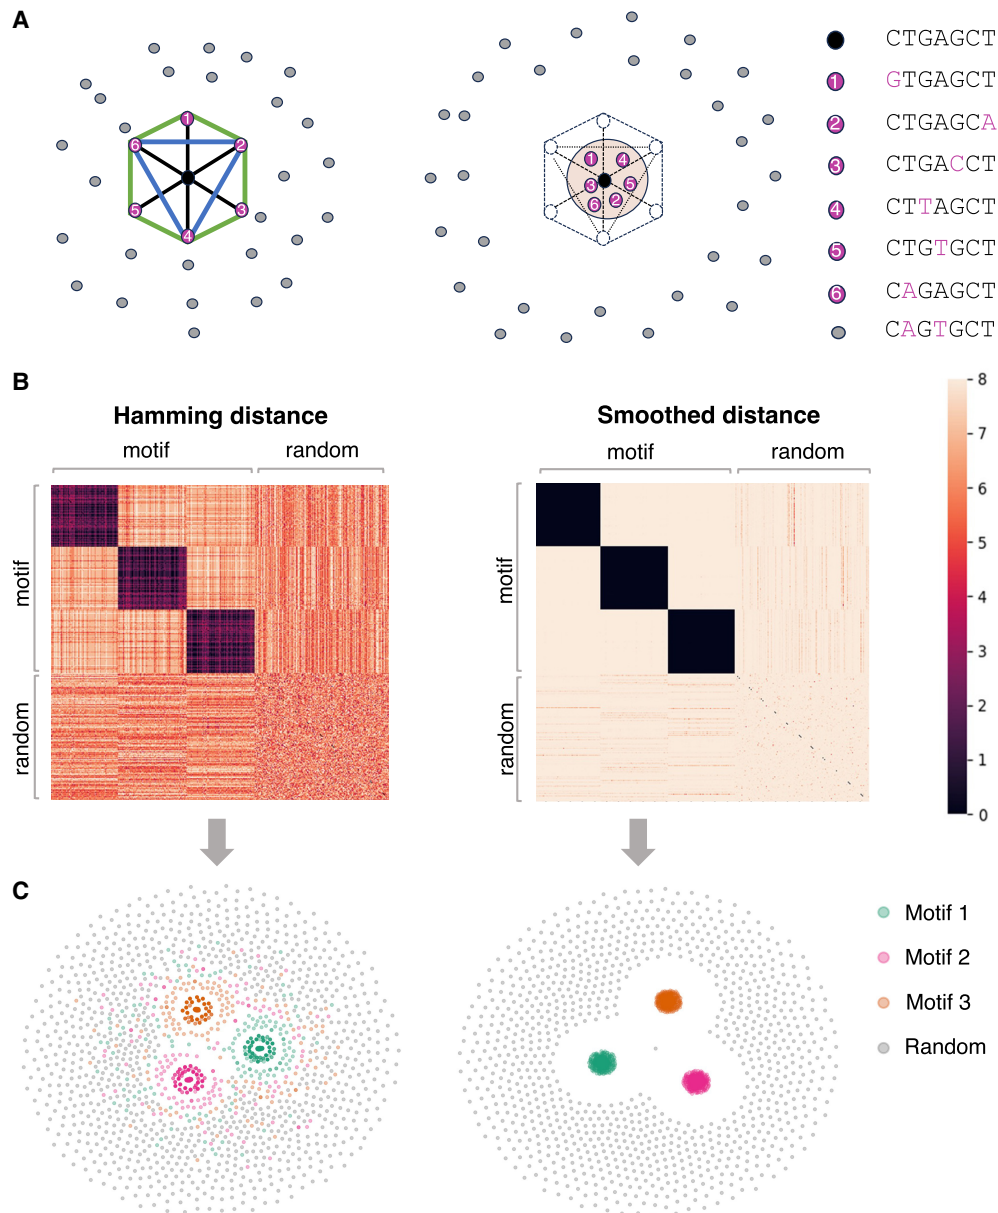 A
1
2
3
4
5
6
1
4
3
5
2
6
CTGAGCT
1 GTGAGCT
2 CTGAGCA
3 CTGACCT
4 CTTAGCT
5 CTGTGCT
6 CAGAGCT
CAGTGCT
B
Hamming distance
motif random
motif
random
Smoothed distance
motif random
motif
random
8
7
6
5
4
3
2
1
0
C
Motif 1
Motif 2
Motif 3
Random